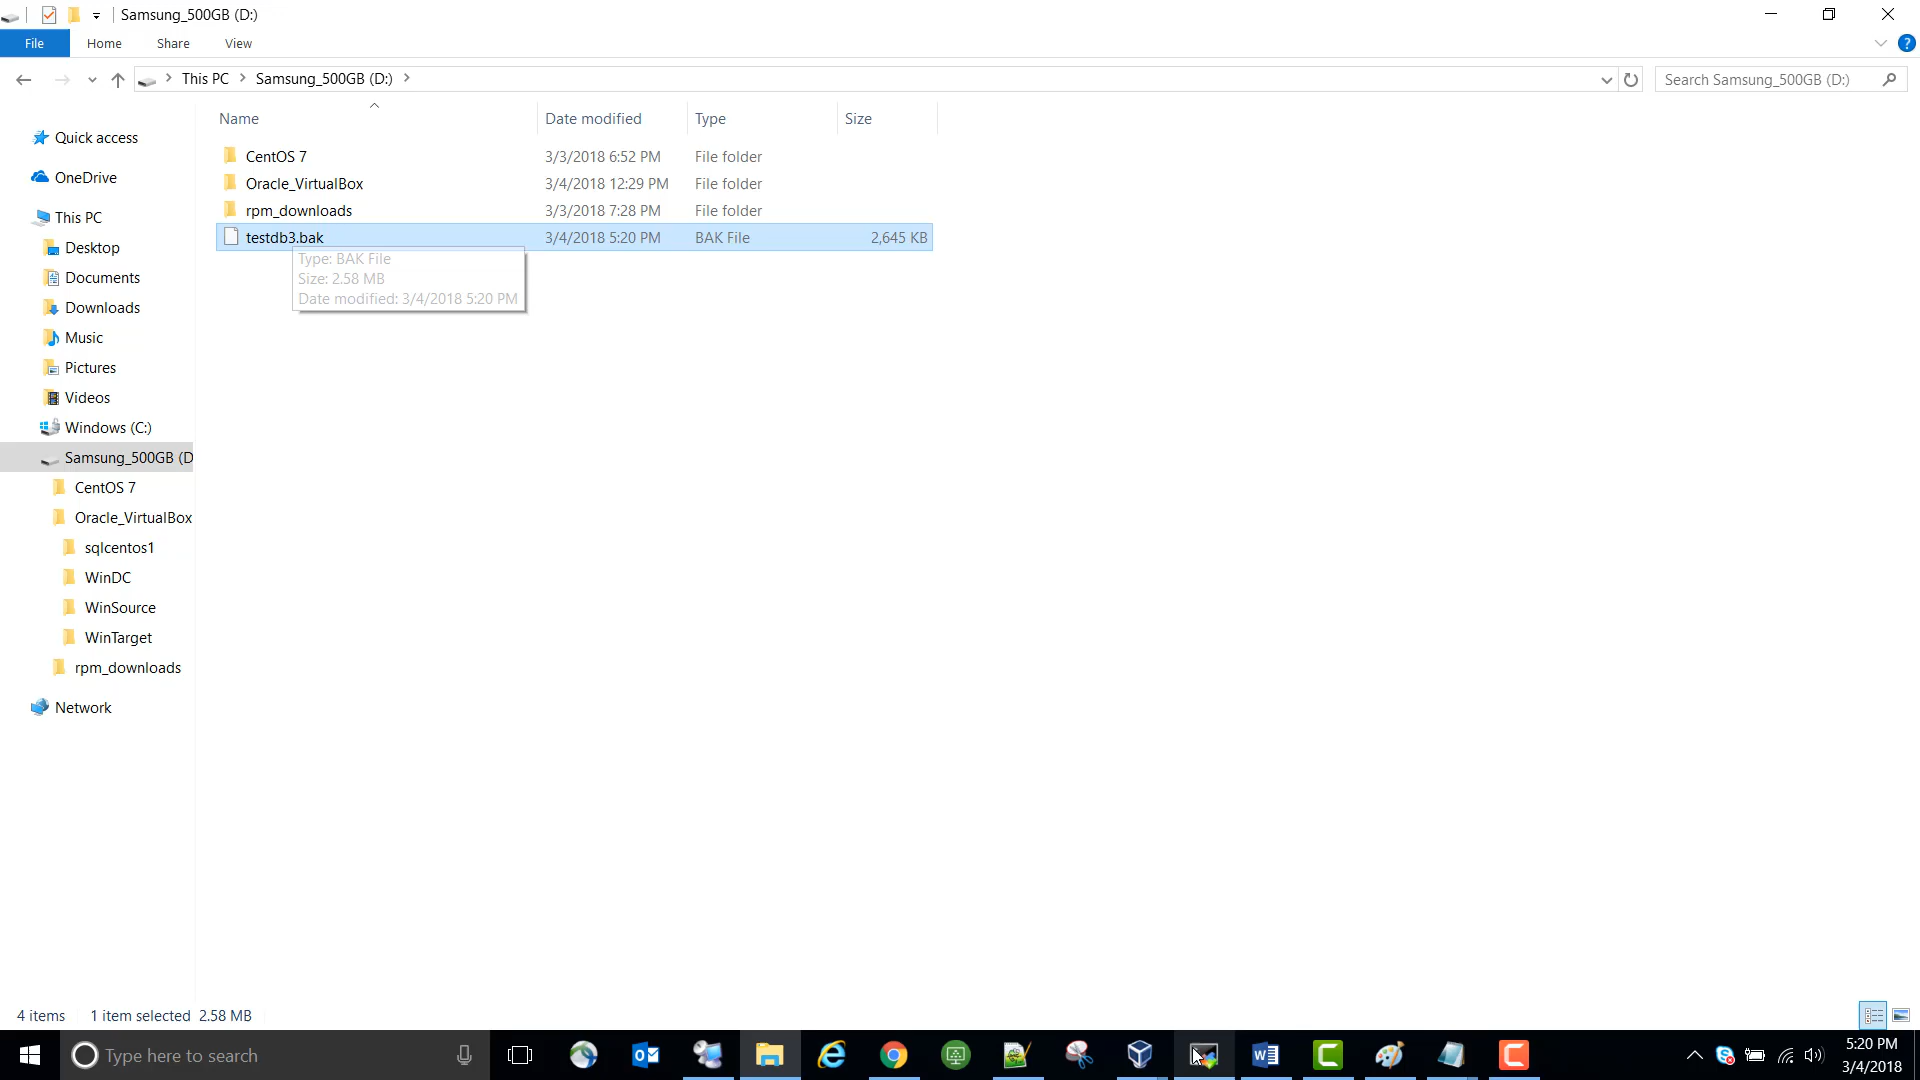 Samsung_500GB (D:)
File Home Share View
This PC Samsung_500GB (D:)
Search Samsung_500GB (D:)
Name Date modified Type Size
Quick access
OneDrive
This PC
Desktop
Documents
Downloads
Music
Pictures
Videos
Windows (C:)
Samsung_500GB (D
CentOS 7
Oracle_VirtualBox
sqlcentos1
WinDC
WinSource
WinTarget
rpm_downloads
Network
CentOS 7 3/3/2018 6:52 PM File folder
Oracle_VirtualBox 3/4/2018 12:29 PM File folder
rpm_downloads 3/3/2018 7:28 PM File folder
testdb3.bak 3/4/2018 5:20 PM BAK File 2,645 KB
Type: BAK File
Size: 2.58 MB
Date modified: 3/4/2018 5:20 PM
4 items 1 item selected 2.58 MB
Type here to search
5:20 PM
3/4/2018